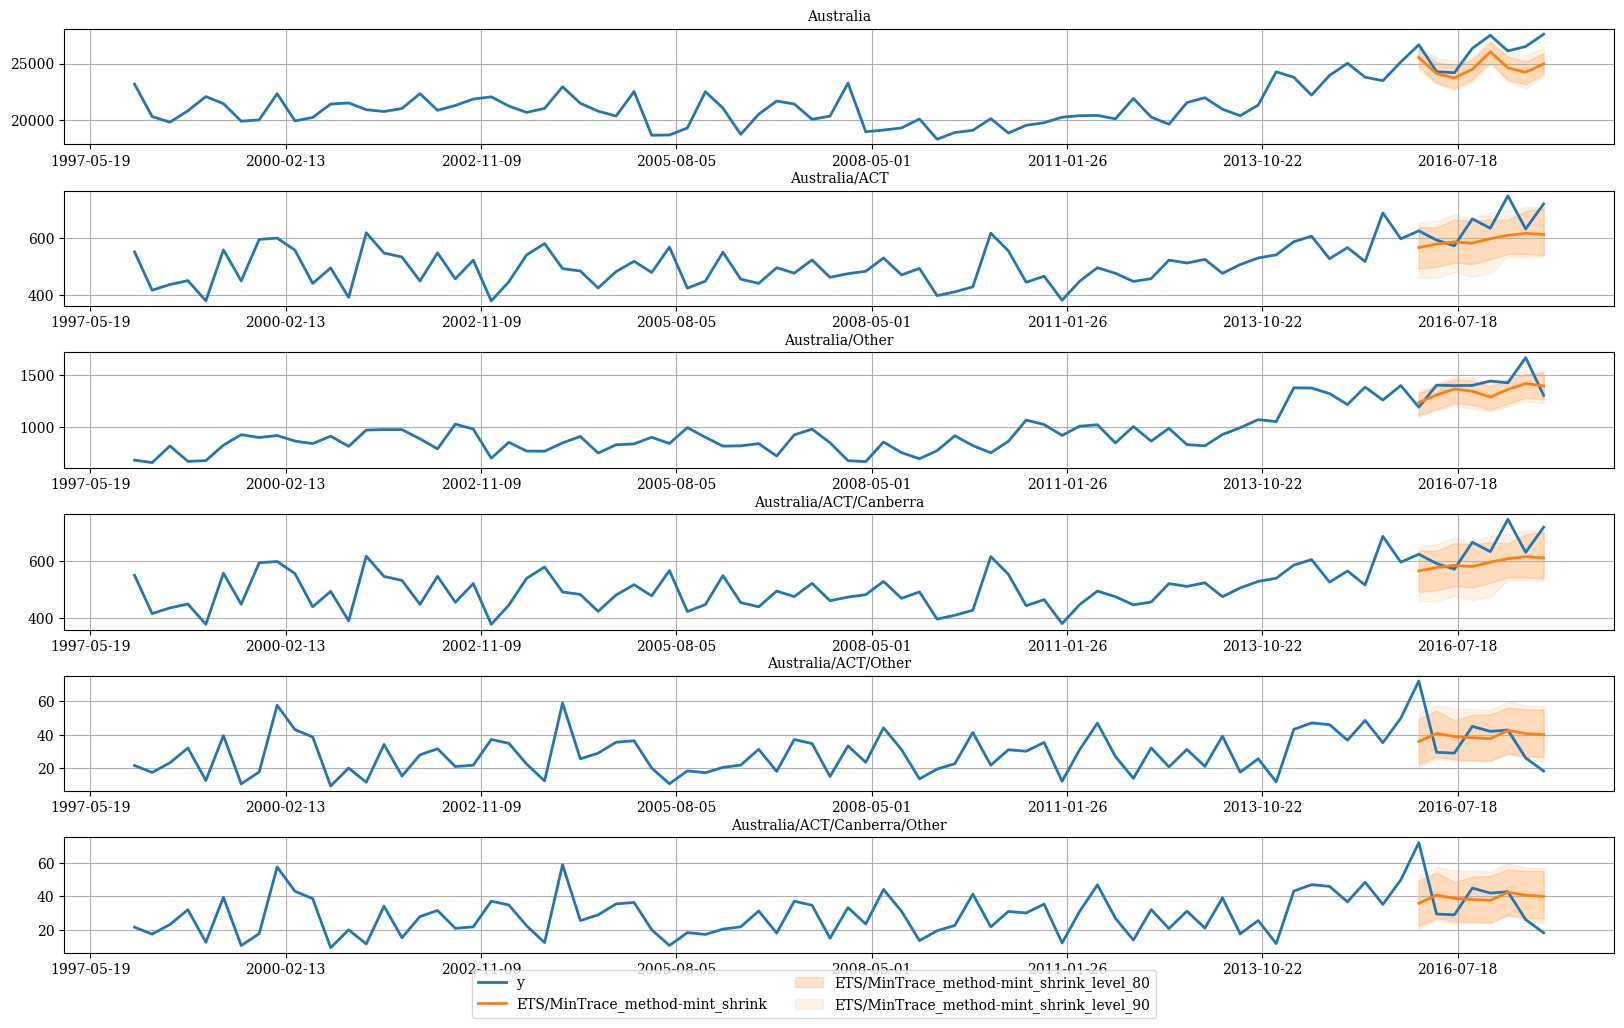 Australia
25000
20000
1997-05-19 2000-02-13 2002-11-09 2005-08-05 2008-05-01 2011-01-26 2013-10-22 2016-07-18
Australia/ACT
600
400
1997-05-19 2000-02-13 2002-11-09 2005-08-05 2008-05-01 2011-01-26 2013-10-22 2016-07-18
Australia/Other
1500
1000
1997-05-19 2000-02-13 2002-11-09 2005-08-05 2008-05-01 2011-01-26 2013-10-22 2016-07-18
Australia/ACT/Canberra
600
400
1997-05-19 2000-02-13 2002-11-09 2005-08-05 2008-05-01 2011-01-26 2013-10-22 2016-07-18
Australia/ACT/Other
60
40
20
1997-05-19 2000-02-13 2002-11-09 2005-08-05 2008-05-01 2011-01-26 2013-10-22 2016-07-18
Australia/ACT/Canberra/Other
60
40
20
1997-05-19 2000-02-13 2002-11-09 2005-08-05 2008-05-01 2011-01-26 2013-10-22 2016-07-18
y
ETS/MinTrace_method-mint_shrink
ETS/MinTrace_method-mint_shrink_level_80
ETS/MinTrace_method-mint_shrink_level_90